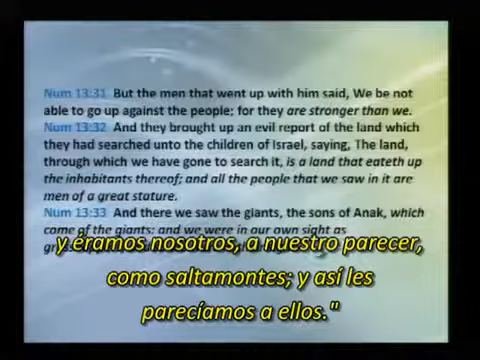 Num 13:31 But the men that went up with him said, We be not
able to go up against the people; for they are stronger than we.
Num 13:32 And they brought up an evil report of the land which
they had searched unto the children of Israel, saying, The land,
through which we have gone to search it, is a land that eateth up
the inhabitants thereof; and all the people that we saw in it are
men of a great stature.
Num 13:33 And there we saw the giants, the sons of Anak, which
come of the giants: and we were in our own sight as
y éramos nosotros, a nuestro parecer,
como saltamontes; y así les
parecíamos a ellos."